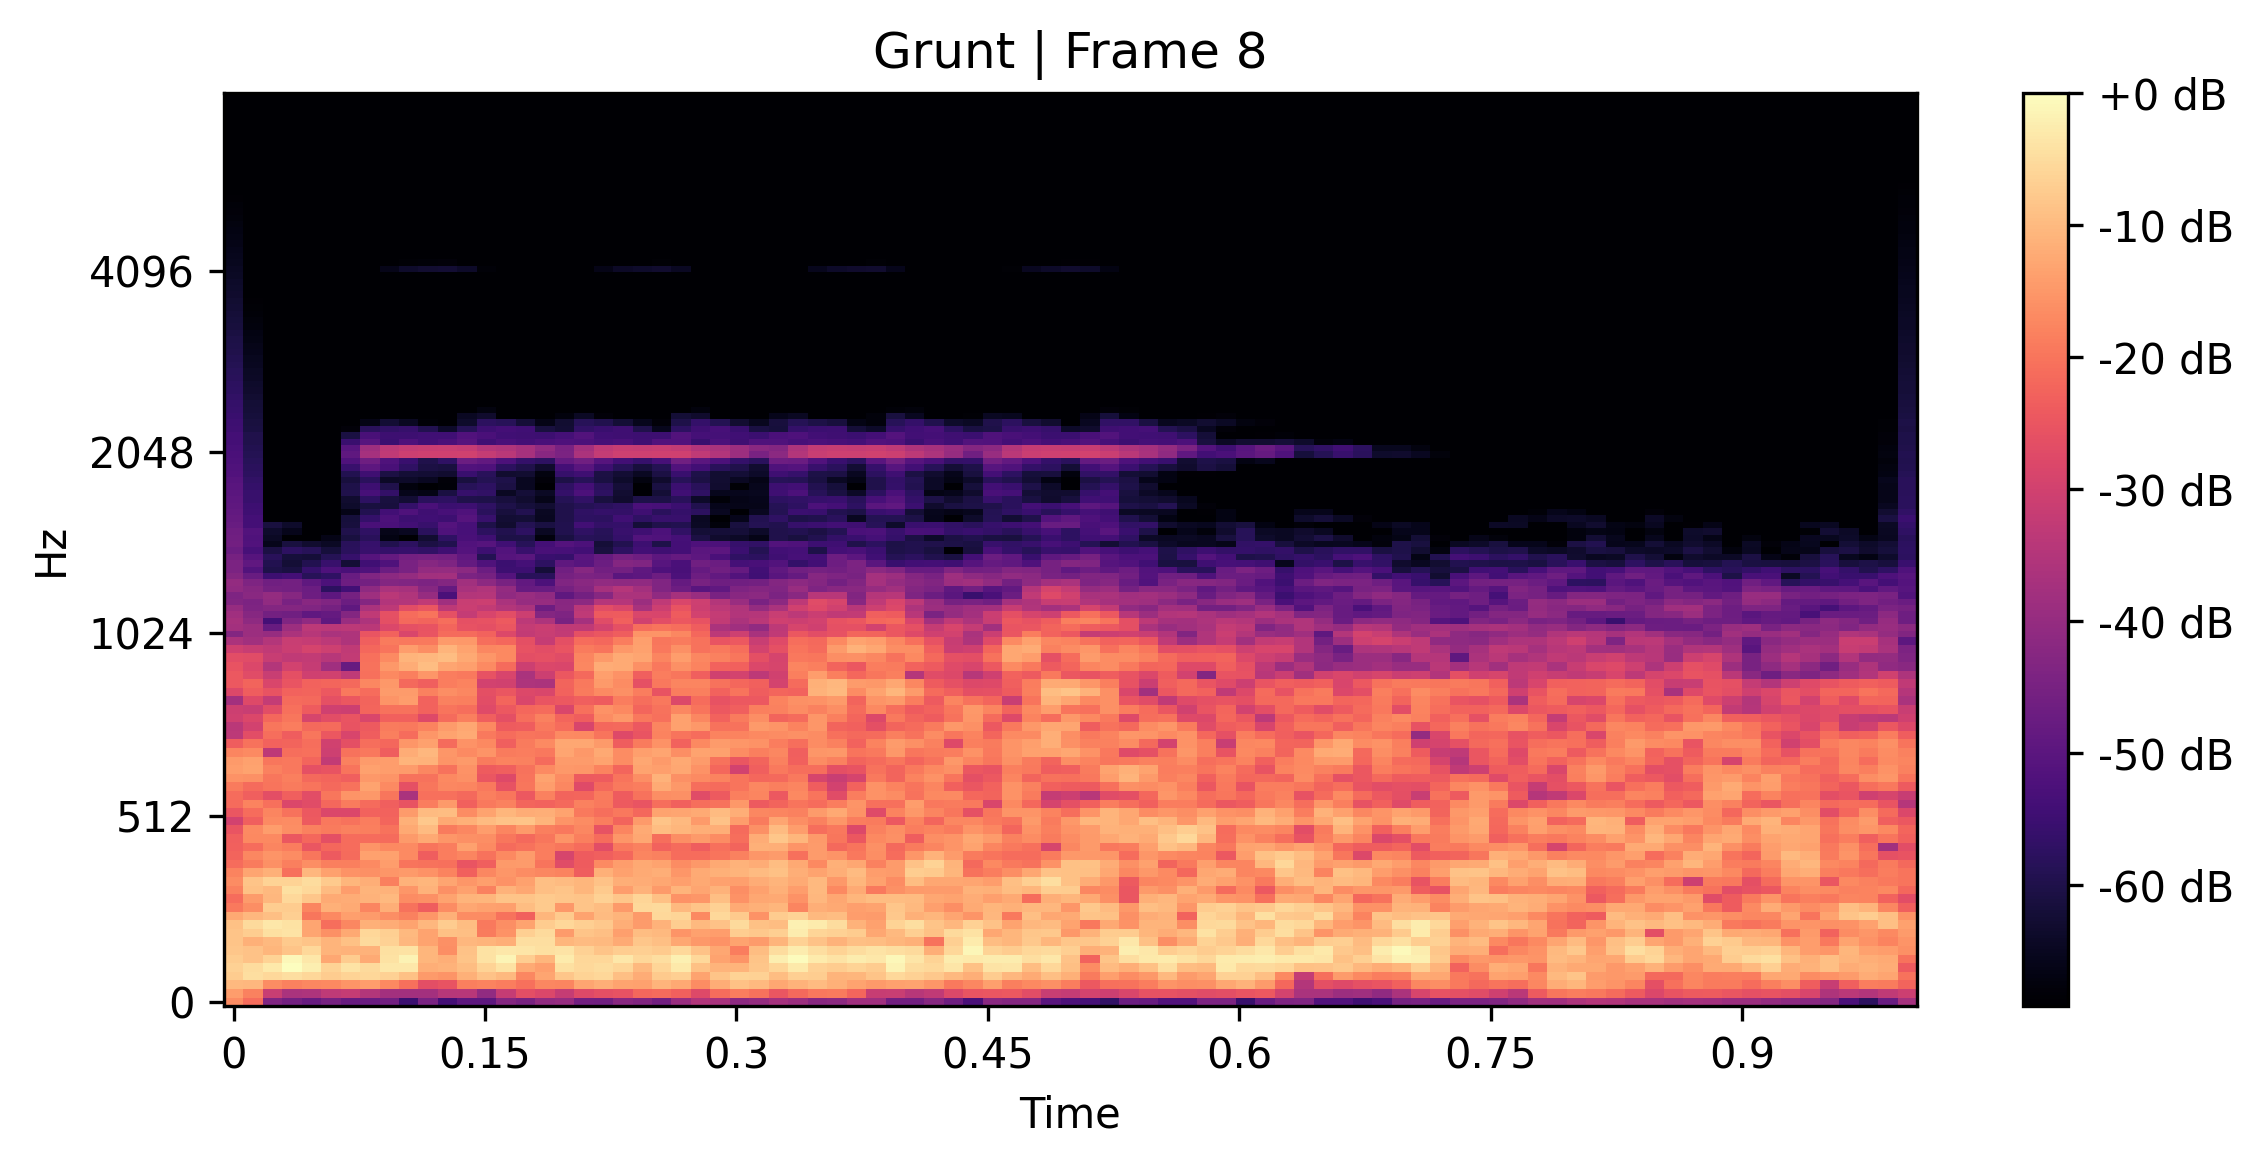 Grunt | Frame 8
Hz
4096
2048
1024
512
0
0 0.15 0.3 0.45 0.6 0.75 0.9
Time
+0 dB
-10 dB
-20 dB
-30 dB
-40 dB
-50 dB
-60 dB